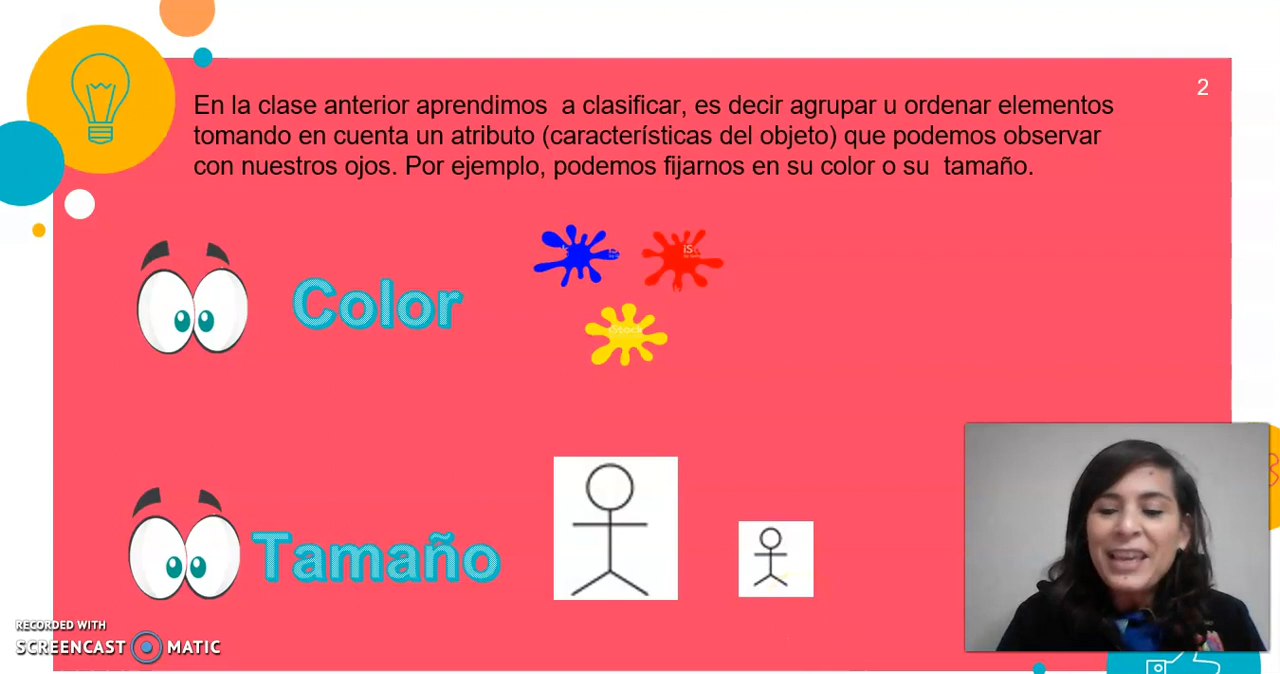 2
En la clase anterior aprendimos  a clasificar, es decir agrupar u ordenar elementos
tomando en cuenta un atributo (características del objeto) que podemos observar
con nuestros ojos. Por ejemplo, podemos fijarnos en su color o su  tamaño.
Color
iStock
Tamaño
RECORDED WITH
SCREENCAST MATIC